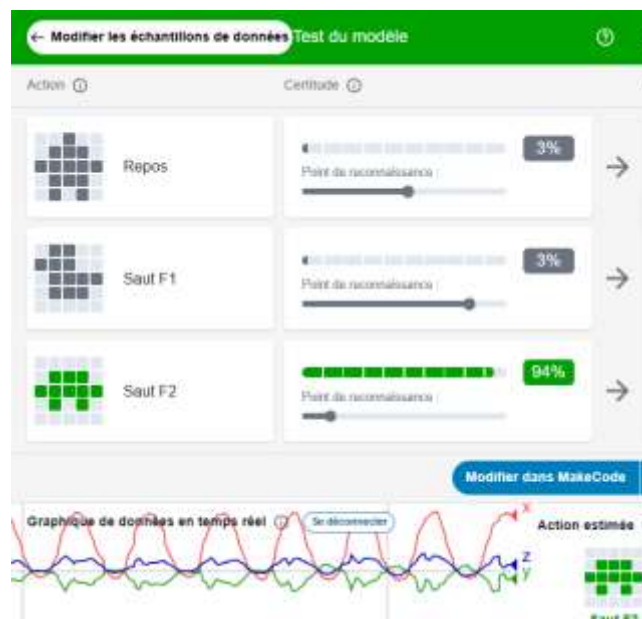 ← Modifier les échantillons de données
Test du modèle
Action
Certitude
Repos
3%
Point de reconnaissance :
Saut F1
3%
Point de reconnaissance :
Saut F2
94%
Point de reconnaissance :
Modifier dans MakeCode
Graphique de données en temps réel
Se déconnecter
X
Z
y
Action estimée
Saut F2